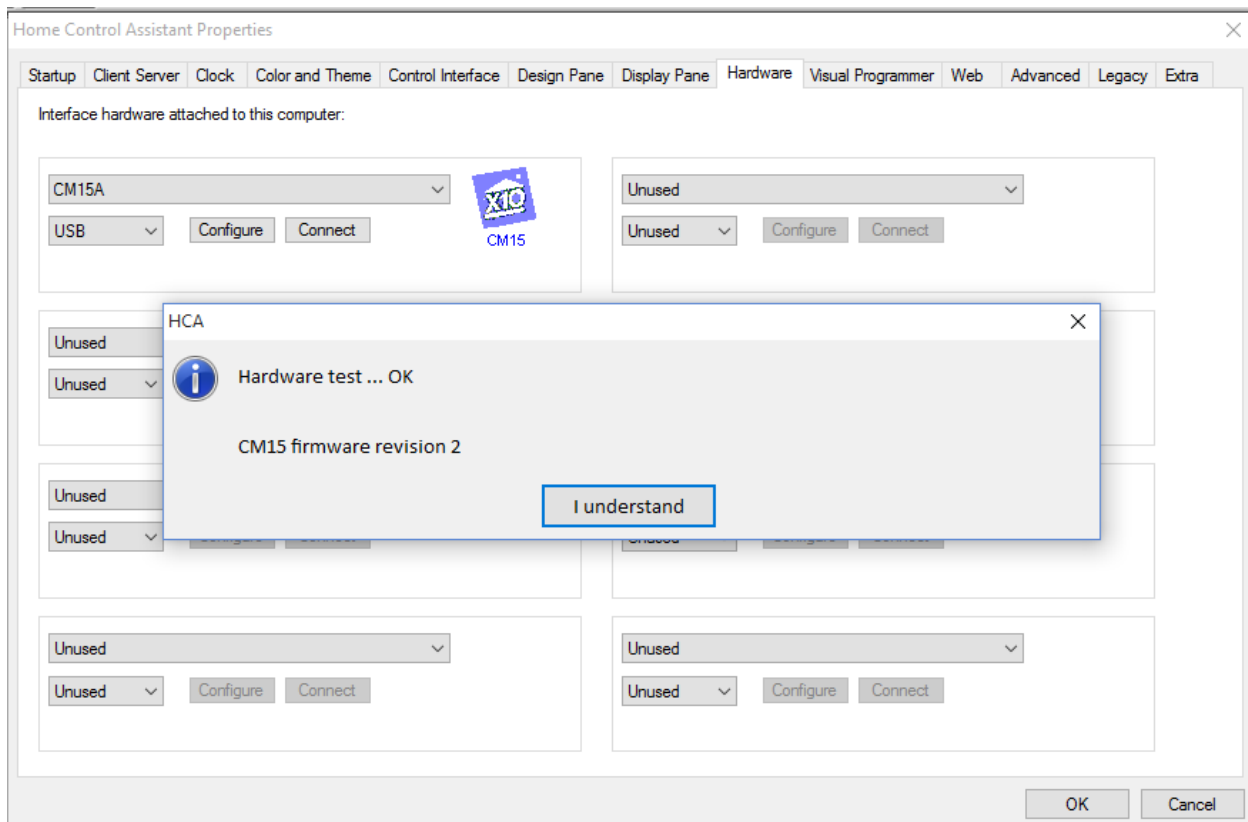 Home Control Assistant Properties
Startup Client Server Clock Color and Theme Control Interface Design Pane Display Pane Hardware Visual Programmer Web Advanced Legacy Extra
Interface hardware attached to this computer:
CM15A
USB Configure Connect
X10
CM15
Unused
Unused Configure Connect
HCA
Hardware test ... OK
CM15 firmware revision 2
I understand
Unused
Unused
Unused
Unused
Unused
Unused Configure Connect
Unused
Unused Configure Connect
OK Cancel